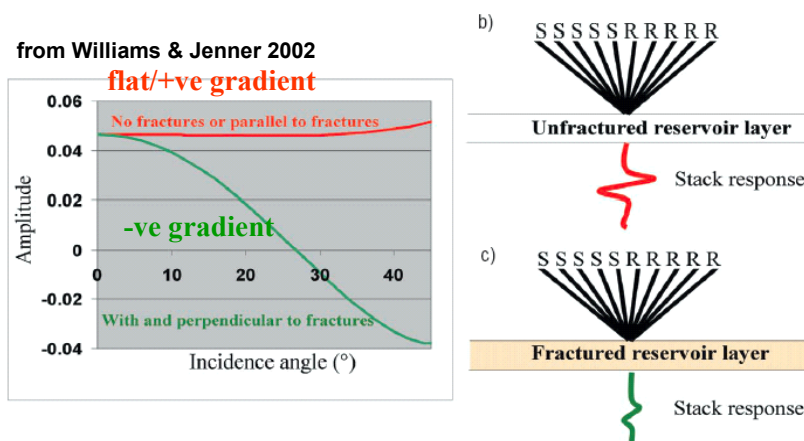 from Williams & Jenner 2002
flat/+ve gradient
0.06
No fractures or parallel to fractures
0.04
0.02
-ve gradient
Amplitude
0
0 10 20 30 40
-0.02
With and perpendicular to fractures
-0.04
Incidence angle (°)
b)
S S S S S R R R R R
Unfractured reservoir layer
Stack response
c)
S S S S S R R R R R
Fractured reservoir layer
Stack response